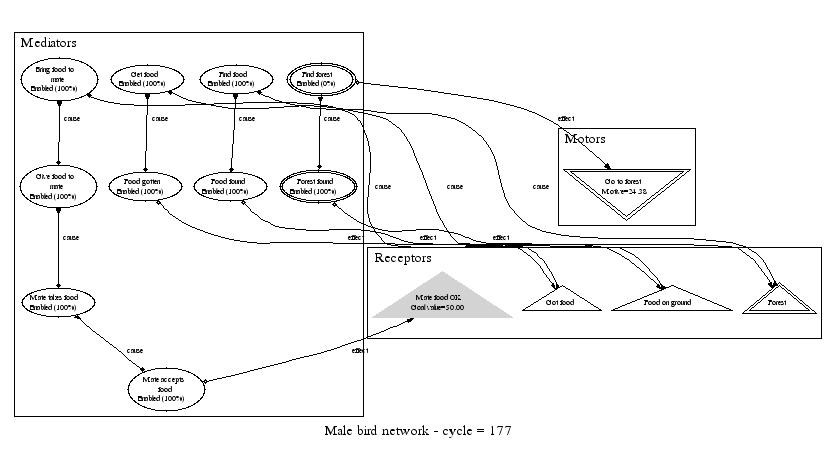 Mediators
Bring food to
mate
Enabled (100%)
Get food
Enabled (100%)
Find food
Enabled (100%)
Find forest
Enabled (0%)
cause
cause
cause
cause
effect
Motors
Go to forest
Motive=24.38
Give food to
mate
Enabled (100%)
Food gotten
Enabled (100%)
Food found
Enabled (100%)
Forest found
Enabled (100%)
cause
cause
cause
cause
effect
effect
effect
Receptors
Mate food OK
Goal value=50.00
Got food
Food on ground
Forest
Mate takes food
Enabled (100%)
cause
effect
Mate accepts
food
Enabled (100%)
Male bird network - cycle = 177